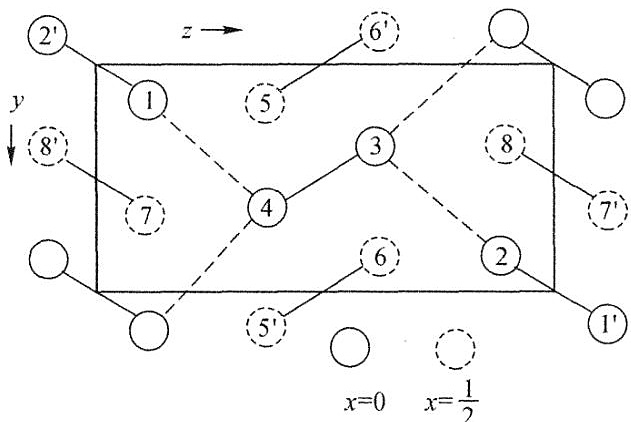 2' z → 6'
1 5
y ↓
8' 3 8
7 4 7'
6 2
5' 1'
x=0 x=1/2